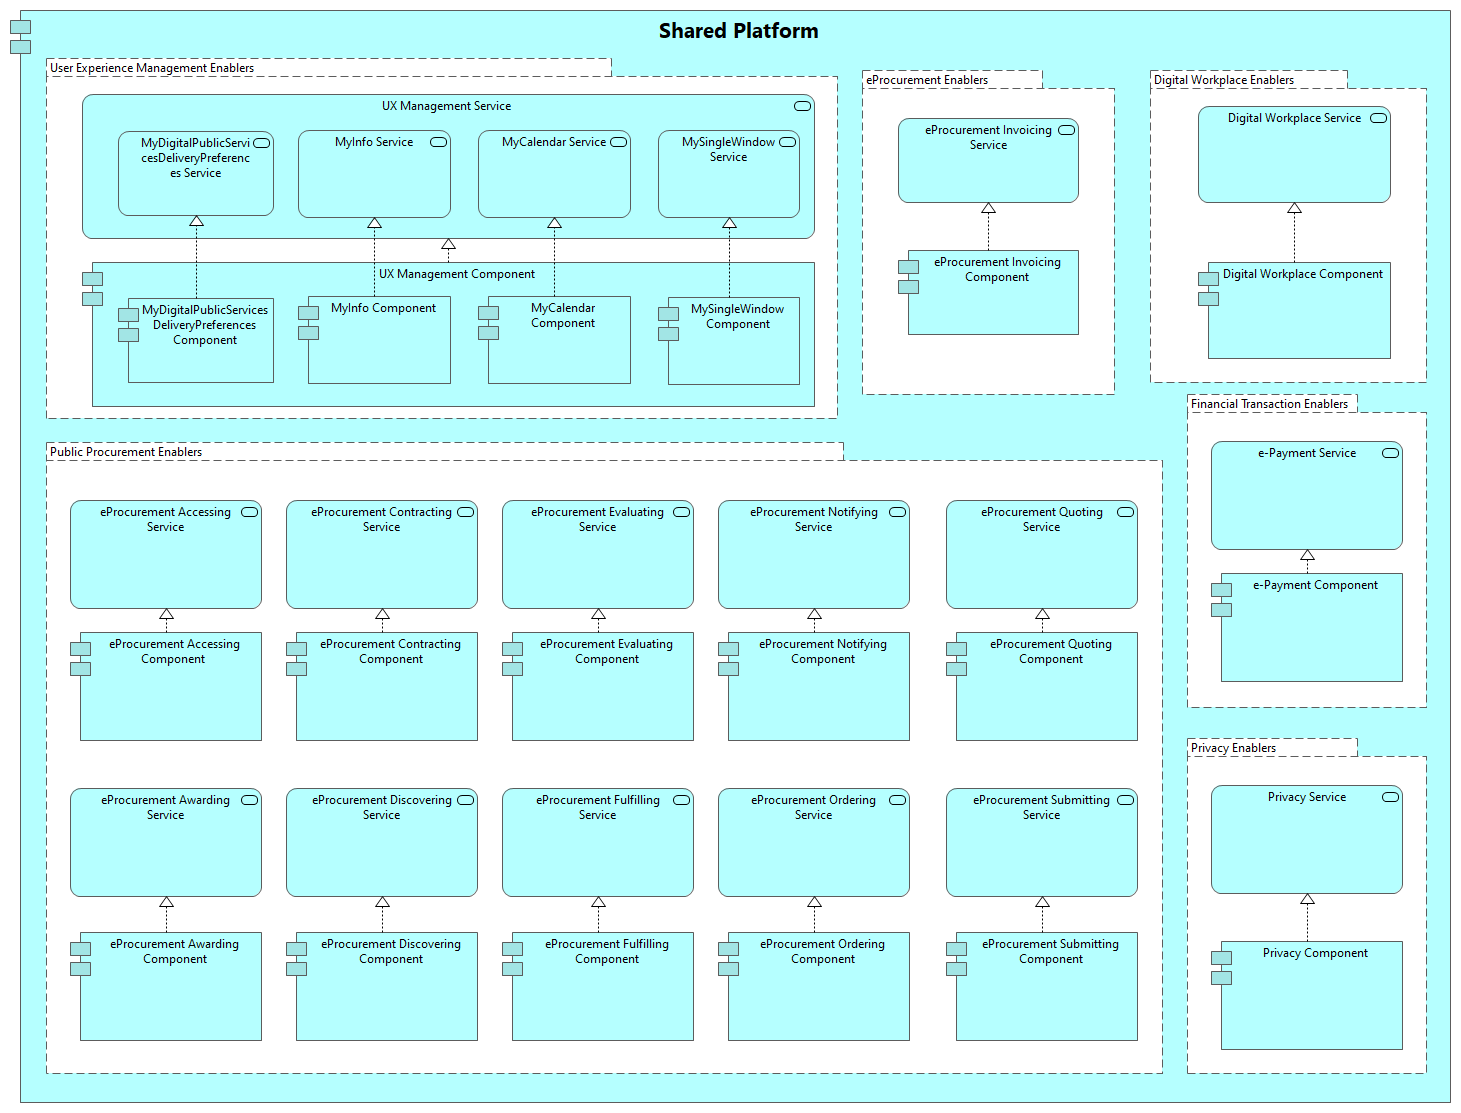 Shared Platform
User Experience Management Enablers
UX Management Service
MyDigitalPublicServi
cesDeliveryPreferenc
es Service
MyInfo Service
MyCalendar Service
MySingleWindow
Service
UX Management Component
MyDigitalPublicServices
DeliveryPreferences
Component
MyInfo Component
MyCalendar
Component
MySingleWindow
Component
eProcurement Enablers
eProcurement Invoicing
Service
eProcurement Invoicing
Component
Digital Workplace Enablers
Digital Workplace Service
Digital Workplace Component
Financial Transaction Enablers
e-Payment Service
e-Payment Component
Public Procurement Enablers
eProcurement Accessing
Service
eProcurement Contracting
Service
eProcurement Evaluating
Service
eProcurement Notifying
Service
eProcurement Quoting
Service
eProcurement Accessing
Component
eProcurement Contracting
Component
eProcurement Evaluating
Component
eProcurement Notifying
Component
eProcurement Quoting
Component
eProcurement Awarding
Service
eProcurement Discovering
Service
eProcurement Fulfilling
Service
eProcurement Ordering
Service
eProcurement Submitting
Service
eProcurement Awarding
Component
eProcurement Discovering
Component
eProcurement Fulfilling
Component
eProcurement Ordering
Component
eProcurement Submitting
Component
Privacy Enablers
Privacy Service
Privacy Component